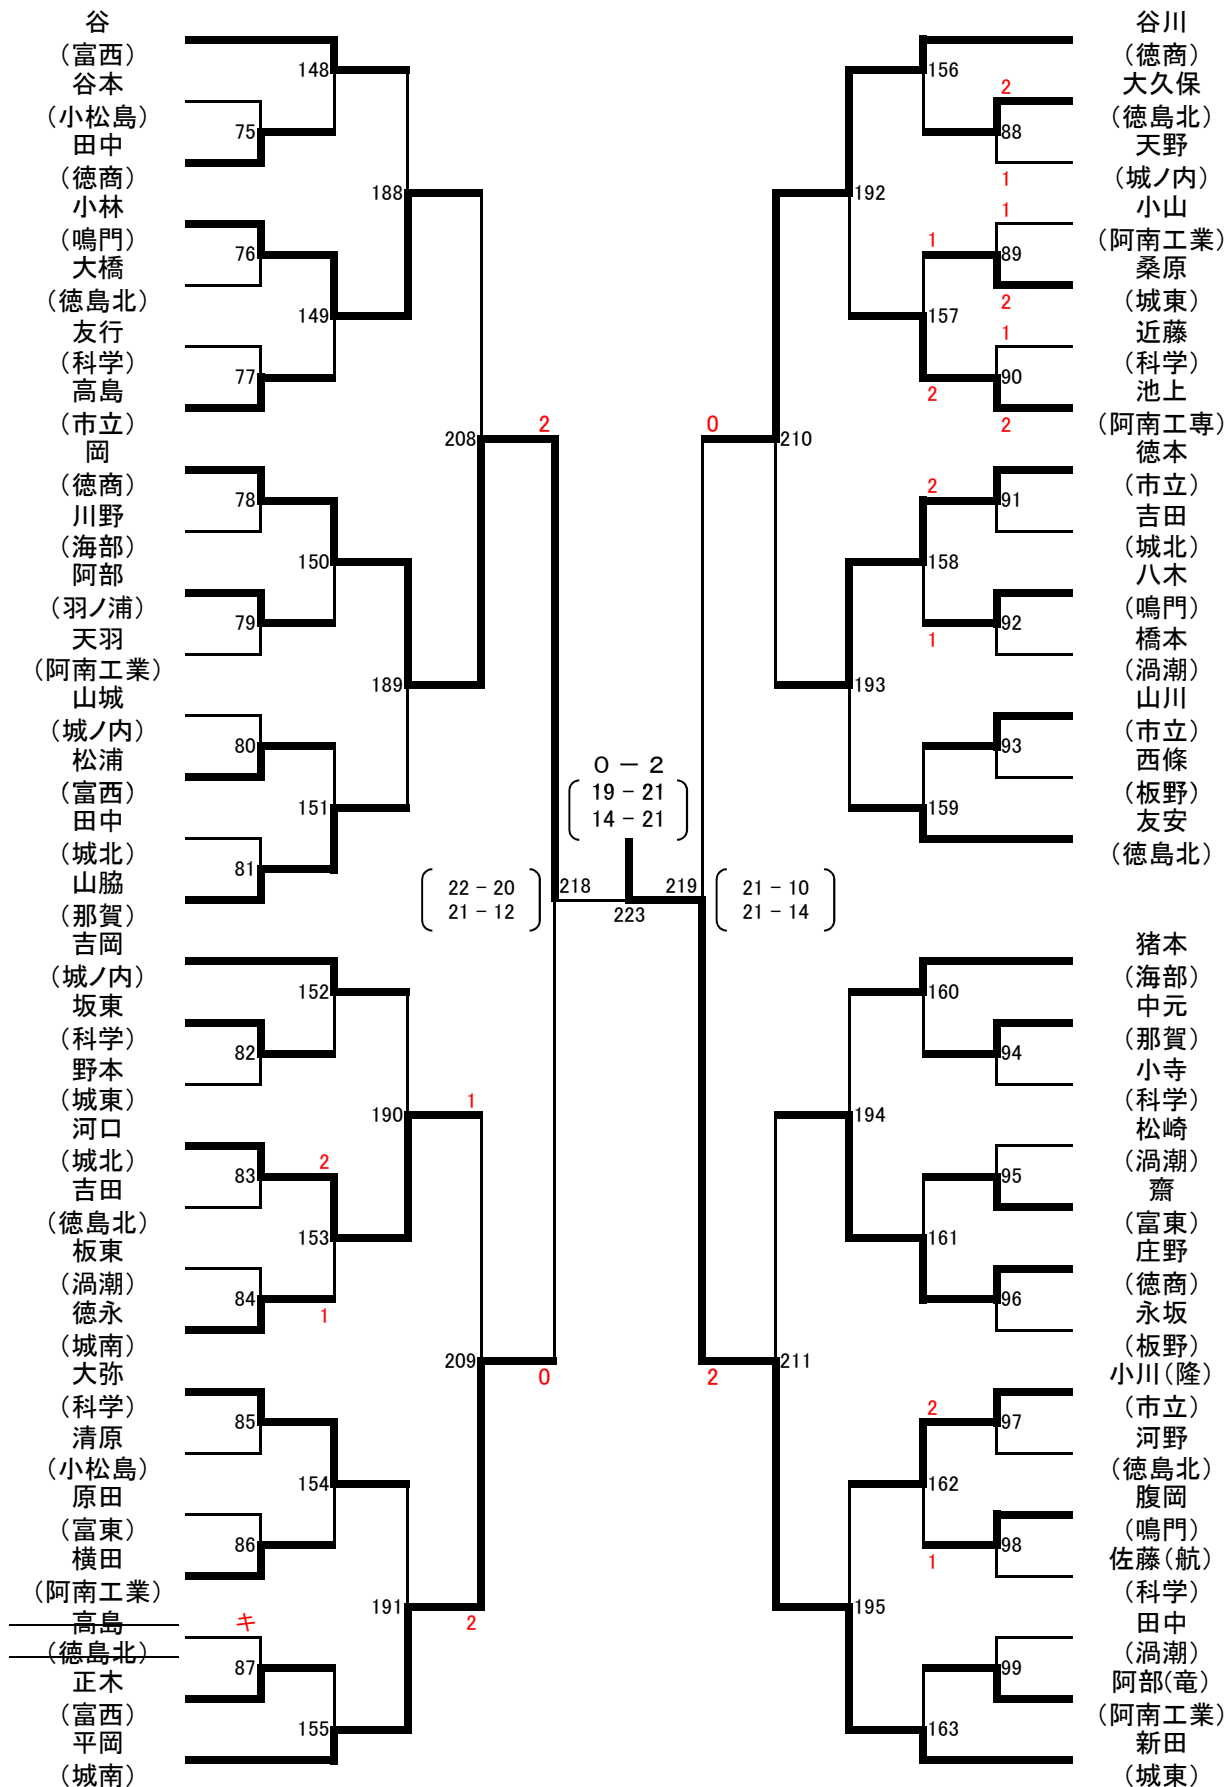 谷
(富西)
谷本
(小松島)
田中
(徳商)
小林
(鳴門)
大橋
(徳島北)
友行
(科学)
高島
(市立)
岡
(徳商)
川野
(海部)
阿部
(羽ノ浦)
天羽
(阿南工業)
山城
(城ノ内)
松浦
(富西)
田中
(城北)
山脇
(那賀)
吉岡
(城ノ内)
坂東
(科学)
野本
(城東)
河口
(城北)
吉田
(徳島北)
板東
(渦潮)
徳永
(城南)
大弥
(科学)
清原
(小松島)
原田
(富東)
横田
(阿南工業)
高島
(徳島北)
正木
(富西)
平岡
(城南)
75
76
77
78
79
80
81
82
83
84
85
86
キ
87
148
149
150
151
152
2
153
1
154
155
188
189
190
191
208
1
209
2
2
0
218
22 - 20
21 - 12
0 - 2
19 - 21
14 - 21
223
219
21 - 10
21 - 14
0
2
210
211
192
193
194
195
156
1
157
2
2
158
1
159
160
161
2
162
1
163
2
88
1
1
89
2
1
90
2
91
92
93
94
95
96
97
98
99
谷川
(徳商)
大久保
(徳島北)
天野
(城ノ内)
小山
(阿南工業)
桑原
(城東)
近藤
(科学)
池上
(阿南工専)
徳本
(市立)
吉田
(城北)
八木
(鳴門)
橋本
(渦潮)
山川
(市立)
西條
(板野)
友安
(徳島北)
猪本
(海部)
中元
(那賀)
小寺
(科学)
松崎
(渦潮)
齋
(富東)
庄野
(徳商)
永坂
(板野)
小川(隆)
(市立)
河野
(徳島北)
腹岡
(鳴門)
佐藤(航)
(科学)
田中
(渦潮)
阿部(竜)
(阿南工業)
新田
(城東)